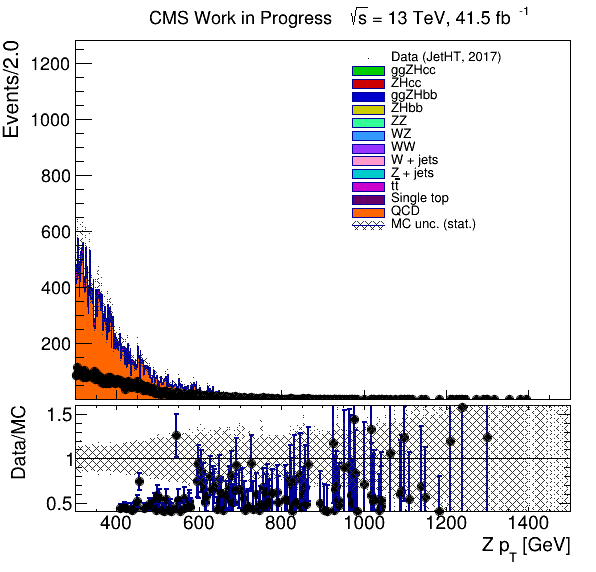 CMS Work in Progress √s = 13 TeV, 41.5 fb⁻¹
Events/2.0
1200
1000
800
600
400
200
Data (JetHT, 2017)
ggZHcc
ZHcc
ggZHbb
ZHbb
ZZ
WZ
WW
W + jets
Z + jets
tt̄
Single top
QCD
MC unc. (stat.)
Data/MC
1.5
1
0.5
400 600 800 1000 1200 1400
Z p_T [GeV]